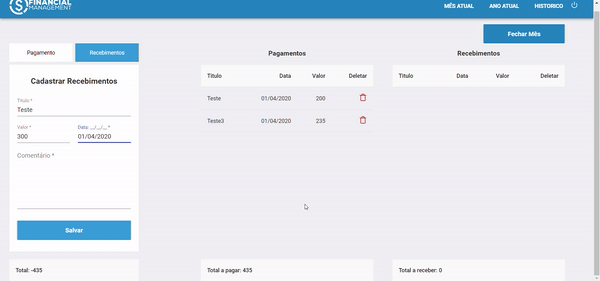 FINANCIAL
MANAGEMENT
MÊS ATUAL
ANO ATUAL
HISTORICO
Fechar Mês
Pagamento
Recebimentos
Cadastrar Recebimentos
Titulo *
Teste
Valor *
300
Data: __/__/__ *
01/04/2020
Comentário *
Salvar
Total: -435
Pagamentos
Titulo Data Valor Deletar
Teste 01/04/2020 200
Teste3 01/04/2020 235
Total a pagar: 435
Recebimentos
Titulo Data Valor Deletar
Total a receber: 0